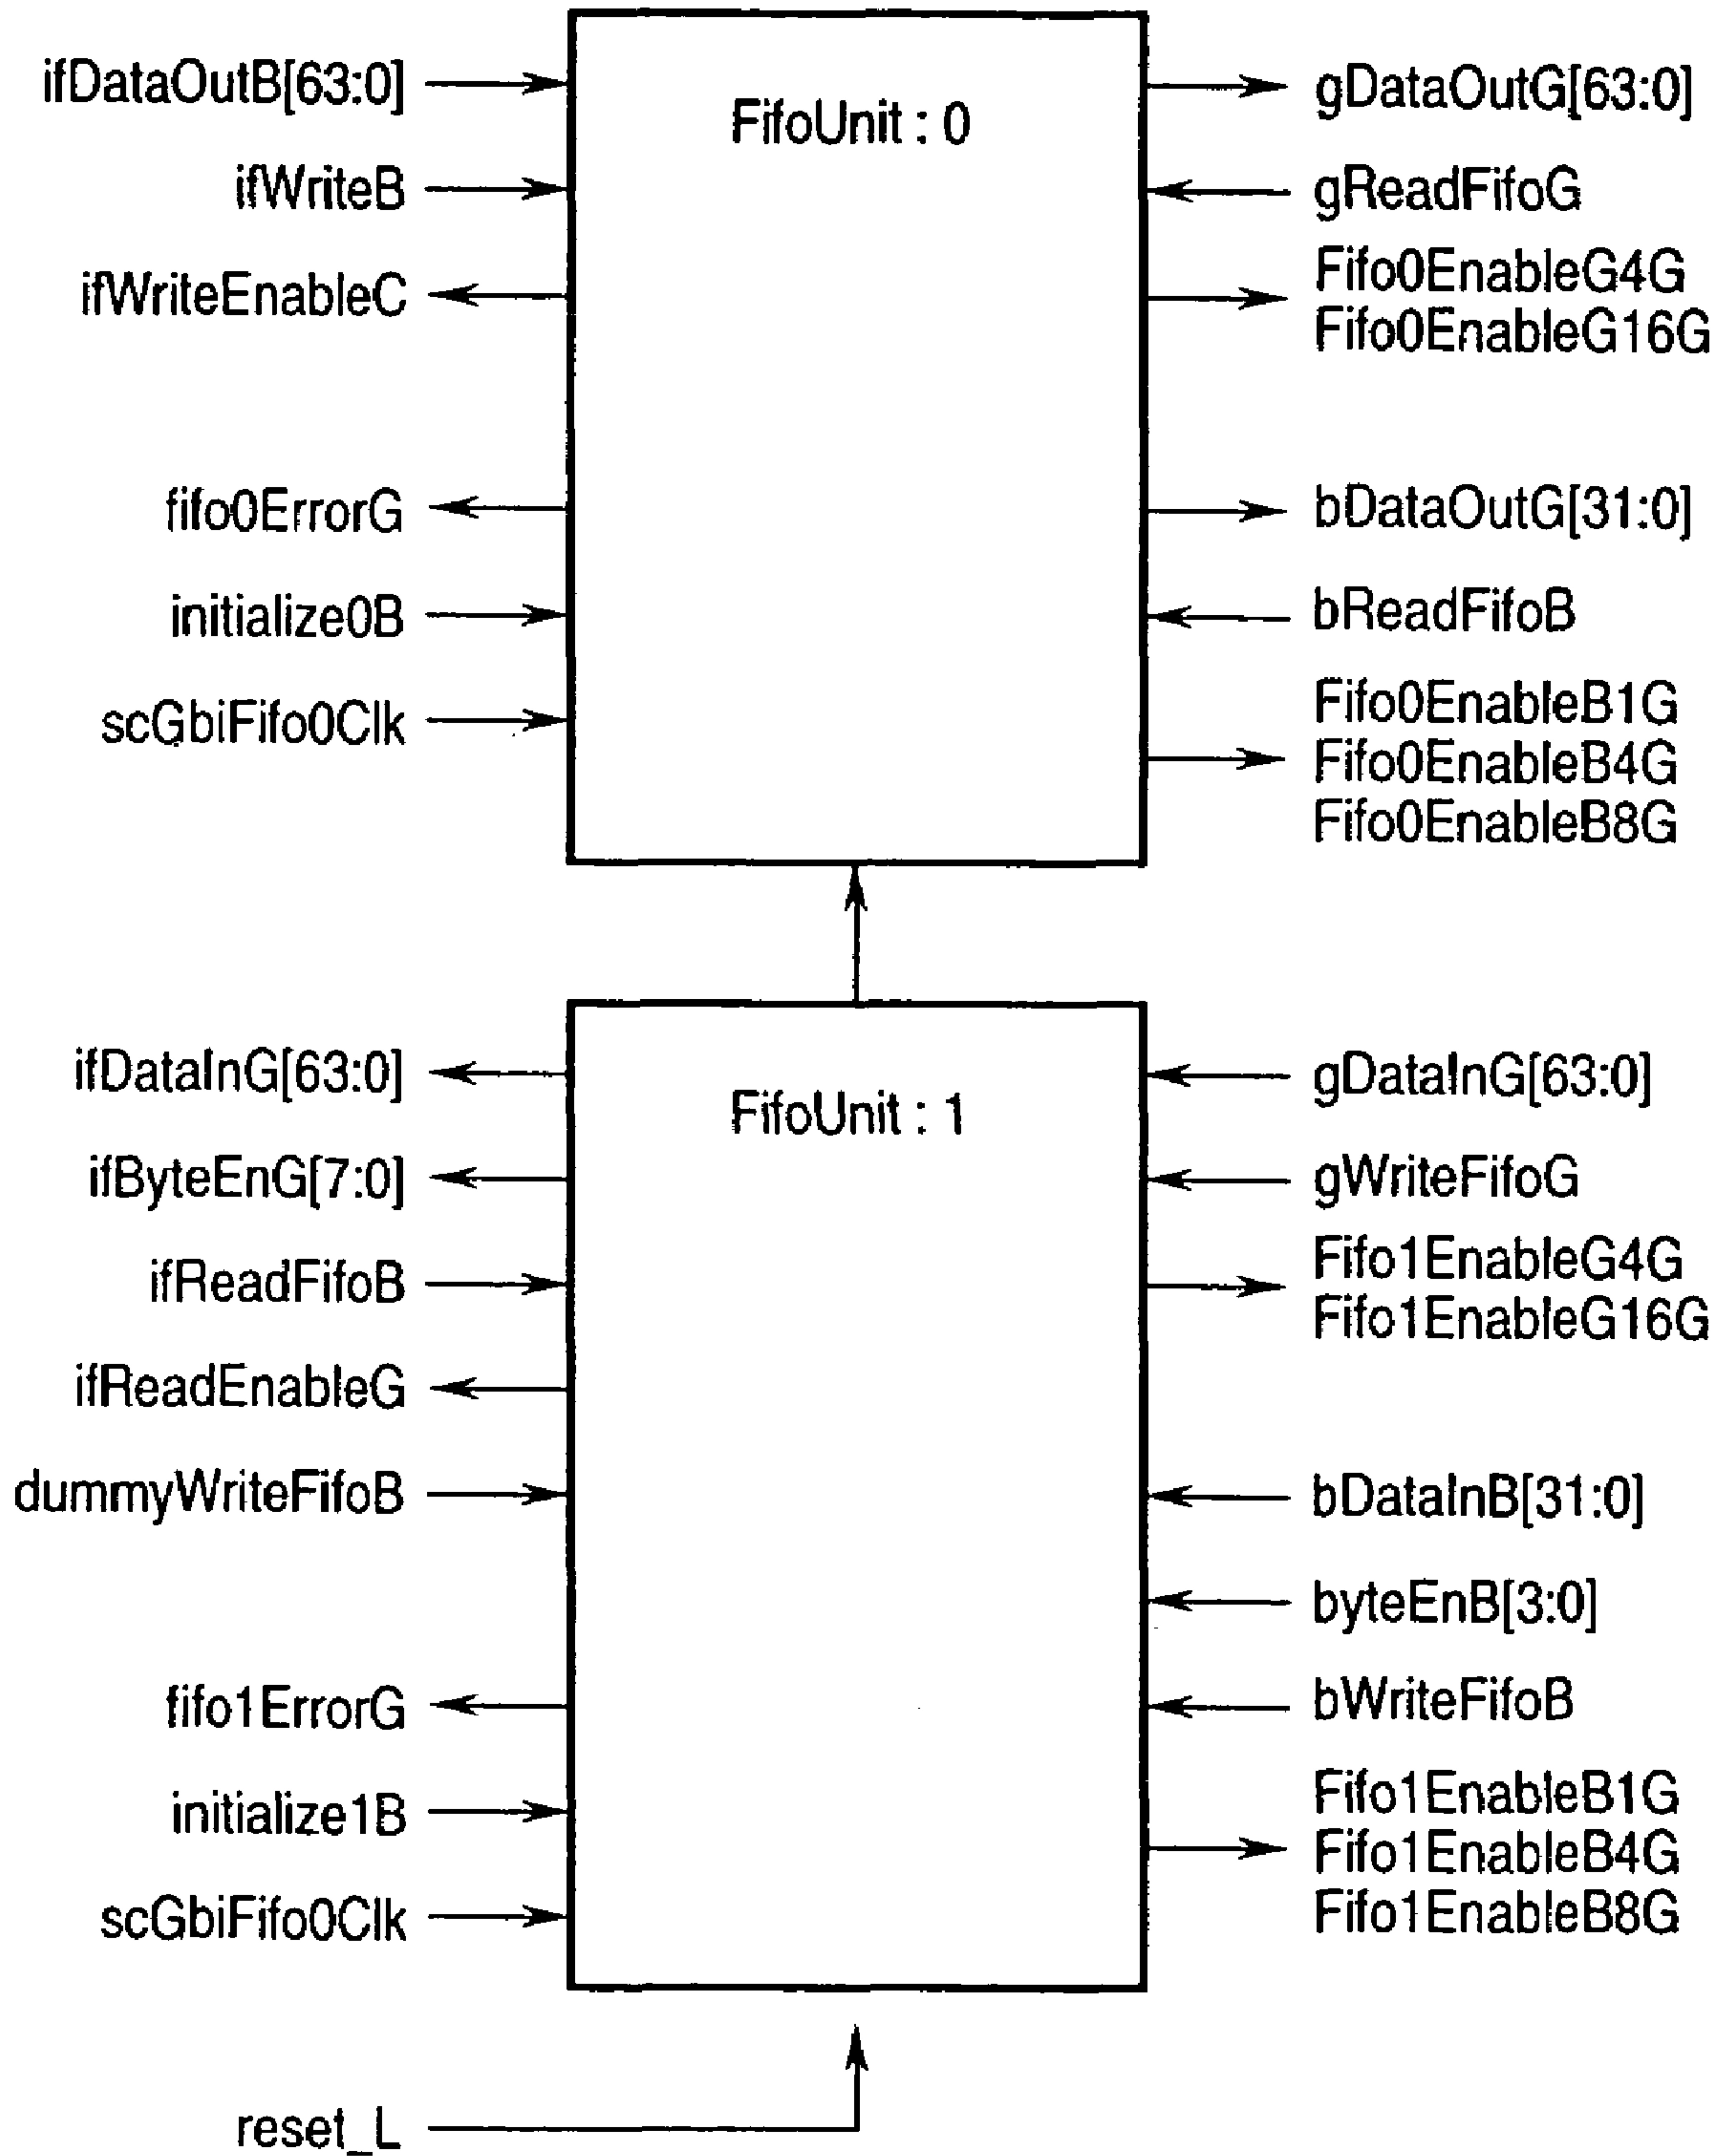 ifDataOutB[63:0]
ifWriteB
ifWriteEnableC
fifo0ErrorG
initialize0B
scGbiFifo0Clk
FifoUnit : 0
gDataOutG[63:0]
gReadFifoG
Fifo0EnableG4G
Fifo0EnableG16G
bDataOutG[31:0]
bReadFifoB
Fifo0EnableB1G
Fifo0EnableB4G
Fifo0EnableB8G
ifDataInG[63:0]
ifByteEnG[7:0]
ifReadFifoB
ifReadEnableG
dummyWriteFifoB
fifo1ErrorG
initialize1B
scGbiFifo0Clk
FifoUnit : 1
gDataInG[63:0]
gWriteFifoG
Fifo1EnableG4G
Fifo1EnableG16G
bDataInB[31:0]
byteEnB[3:0]
bWriteFifoB
Fifo1EnableB1G
Fifo1EnableB4G
Fifo1EnableB8G
reset_L